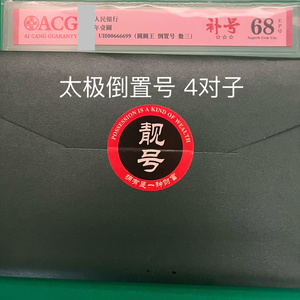 ACG
AI CANG GUARANTY
人民银行
年壹圆
UH00666699（圆圆王 倒置号 数三）
补号
☆☆☆
68
Superb Gem Unc
太极倒置号 4对子
POSSESSION IS A KIND OF WEALTH
靓号
拥有是一种财富